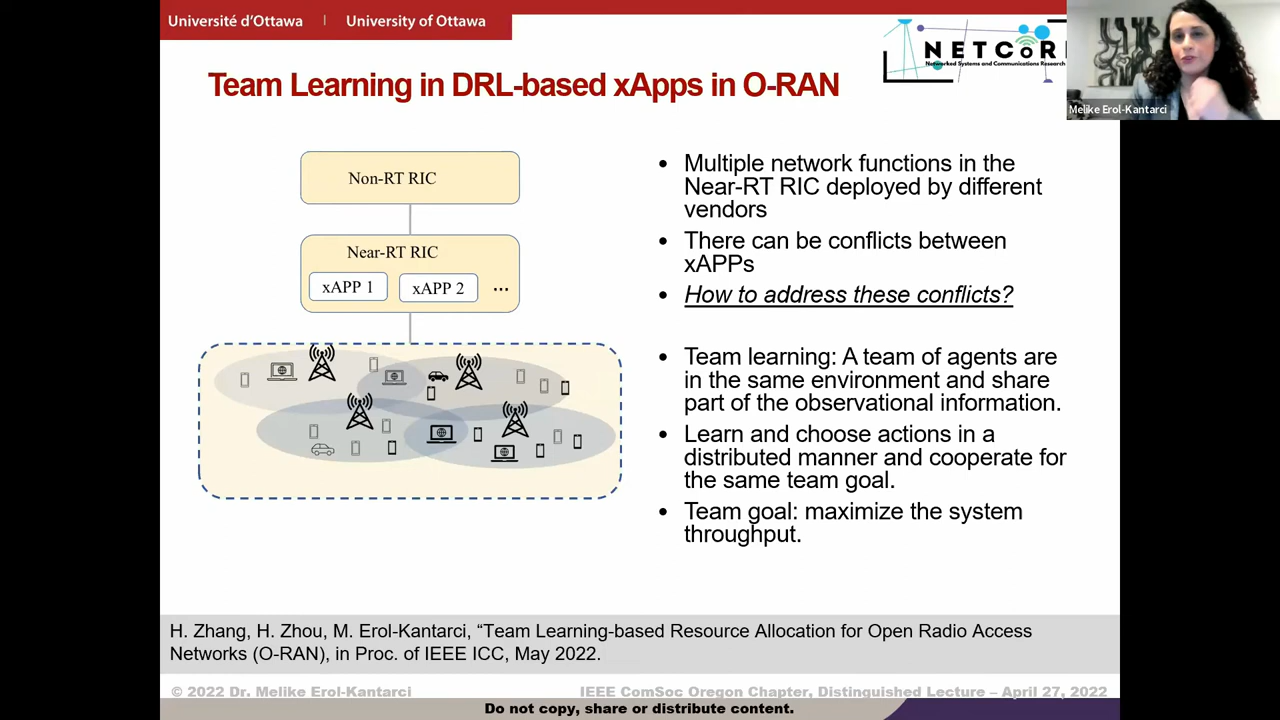 Université d'Ottawa | University of Ottawa
NETCOR
Networked Systems and Communications Research
Melike Erol-Kantarci
Team Learning in DRL-based xApps in O-RAN
Non-RT RIC
Near-RT RIC
xAPP 1
xAPP 2
...
• Multiple network functions in the
Near-RT RIC deployed by different
vendors
• There can be conflicts between
xAPPs
• How to address these conflicts?
• Team learning: A team of agents are
in the same environment and share
part of the observational information.
• Learn and choose actions in a
distributed manner and cooperate for
the same team goal.
• Team goal: maximize the system
throughput.
H. Zhang, H. Zhou, M. Erol-Kantarci, “Team Learning-based Resource Allocation for Open Radio Access
Networks (O-RAN), in Proc. of IEEE ICC, May 2022.
© 2022 Dr. Melike Erol-Kantarci
IEEE ComSoc Oregon Chapter, Distinguished Lecture – April 27, 2022
Do not copy, share or distribute content.